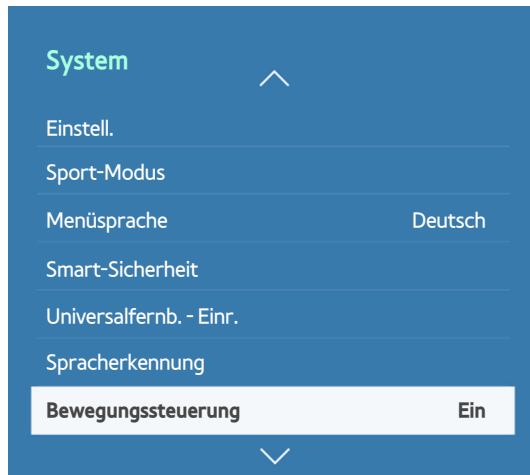 System
Einstell.
Sport-Modus
Menüsprache Deutsch
Smart-Sicherheit
Universalfernb. - Einr.
Spracherkennung
Bewegungssteuerung Ein